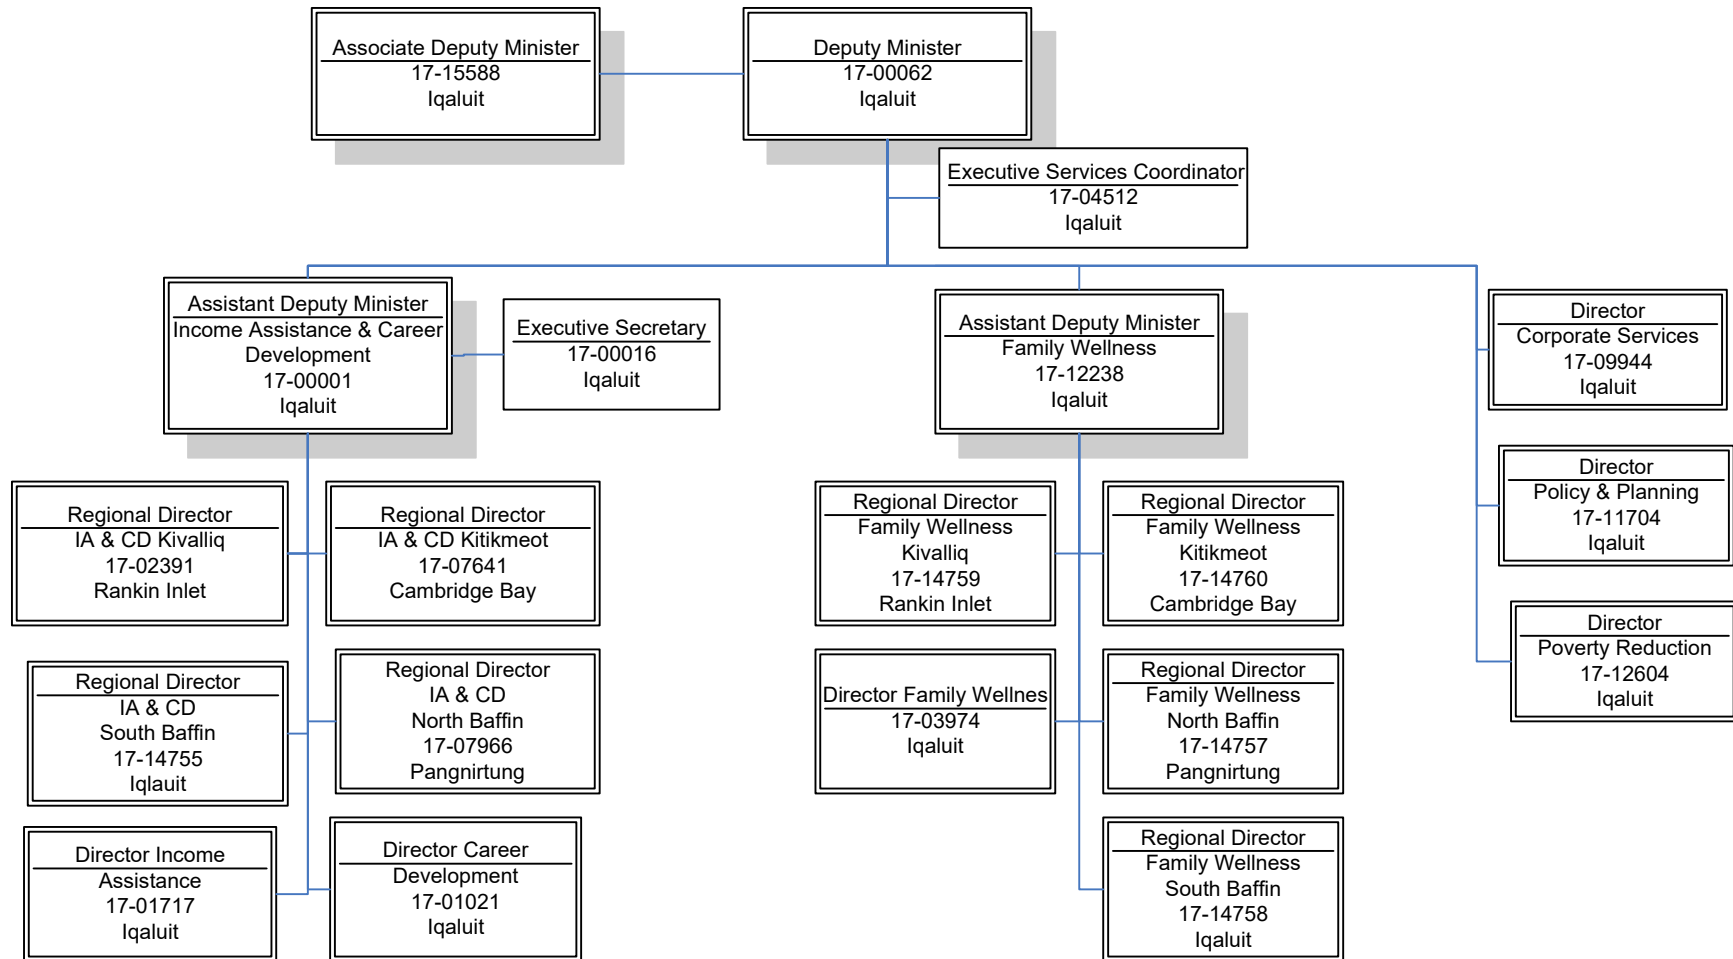 Associate Deputy Minister
17-15588
Iqaluit
Deputy Minister
17-00062
Iqaluit
Executive Services Coordinator
17-04512
Iqaluit
Assistant Deputy Minister
Income Assistance & Career
Development
17-00001
Iqaluit
Executive Secretary
17-00016
Iqaluit
Assistant Deputy Minister
Family Wellness
17-12238
Iqaluit
Director
Corporate Services
17-09944
Iqaluit
Director
Policy & Planning
17-11704
Iqaluit
Director
Poverty Reduction
17-12604
Iqaluit
Regional Director
IA & CD Kivalliq
17-02391
Rankin Inlet
Regional Director
IA & CD Kitikmeot
17-07641
Cambridge Bay
Regional Director
Family Wellness
Kivalliq
17-14759
Rankin Inlet
Regional Director
Family Wellness
Kitikmeot
17-14760
Cambridge Bay
Regional Director
IA & CD
South Baffin
17-14755
Iqlauit
Regional Director
IA & CD
North Baffin
17-07966
Pangnirtung
Director Family Wellnes
17-03974
Iqaluit
Regional Director
Family Wellness
North Baffin
17-14757
Pangnirtung
Director Income
Assistance
17-01717
Iqaluit
Director Career
Development
17-01021
Iqaluit
Regional Director
Family Wellness
South Baffin
17-14758
Iqaluit